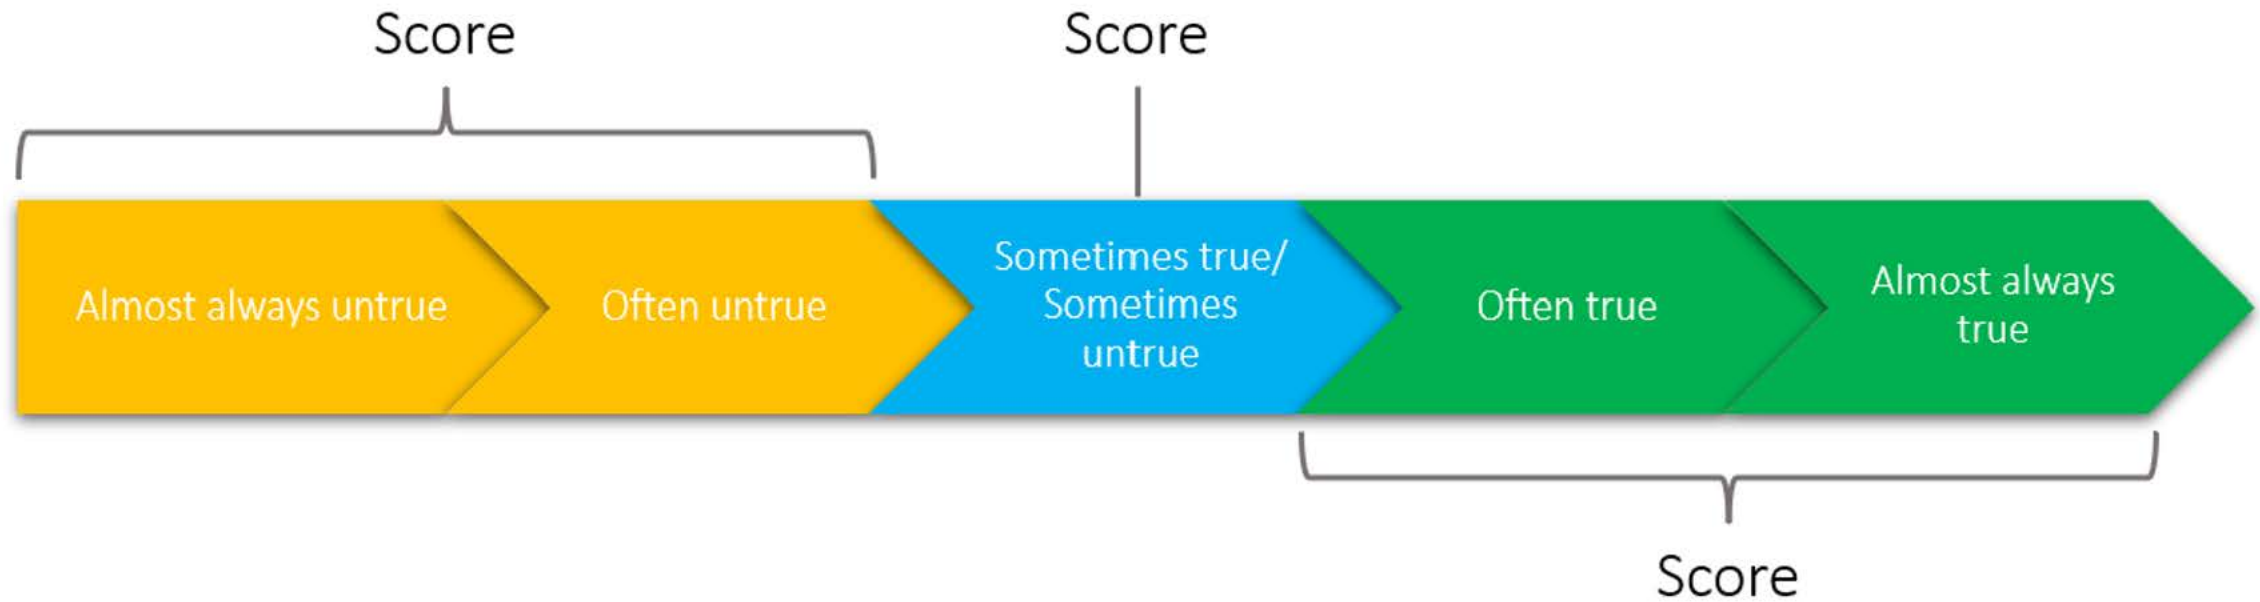 Score
Score
Almost always untrue
Often untrue
Sometimes true/
Sometimes
untrue
Often true
Almost always
true
Score